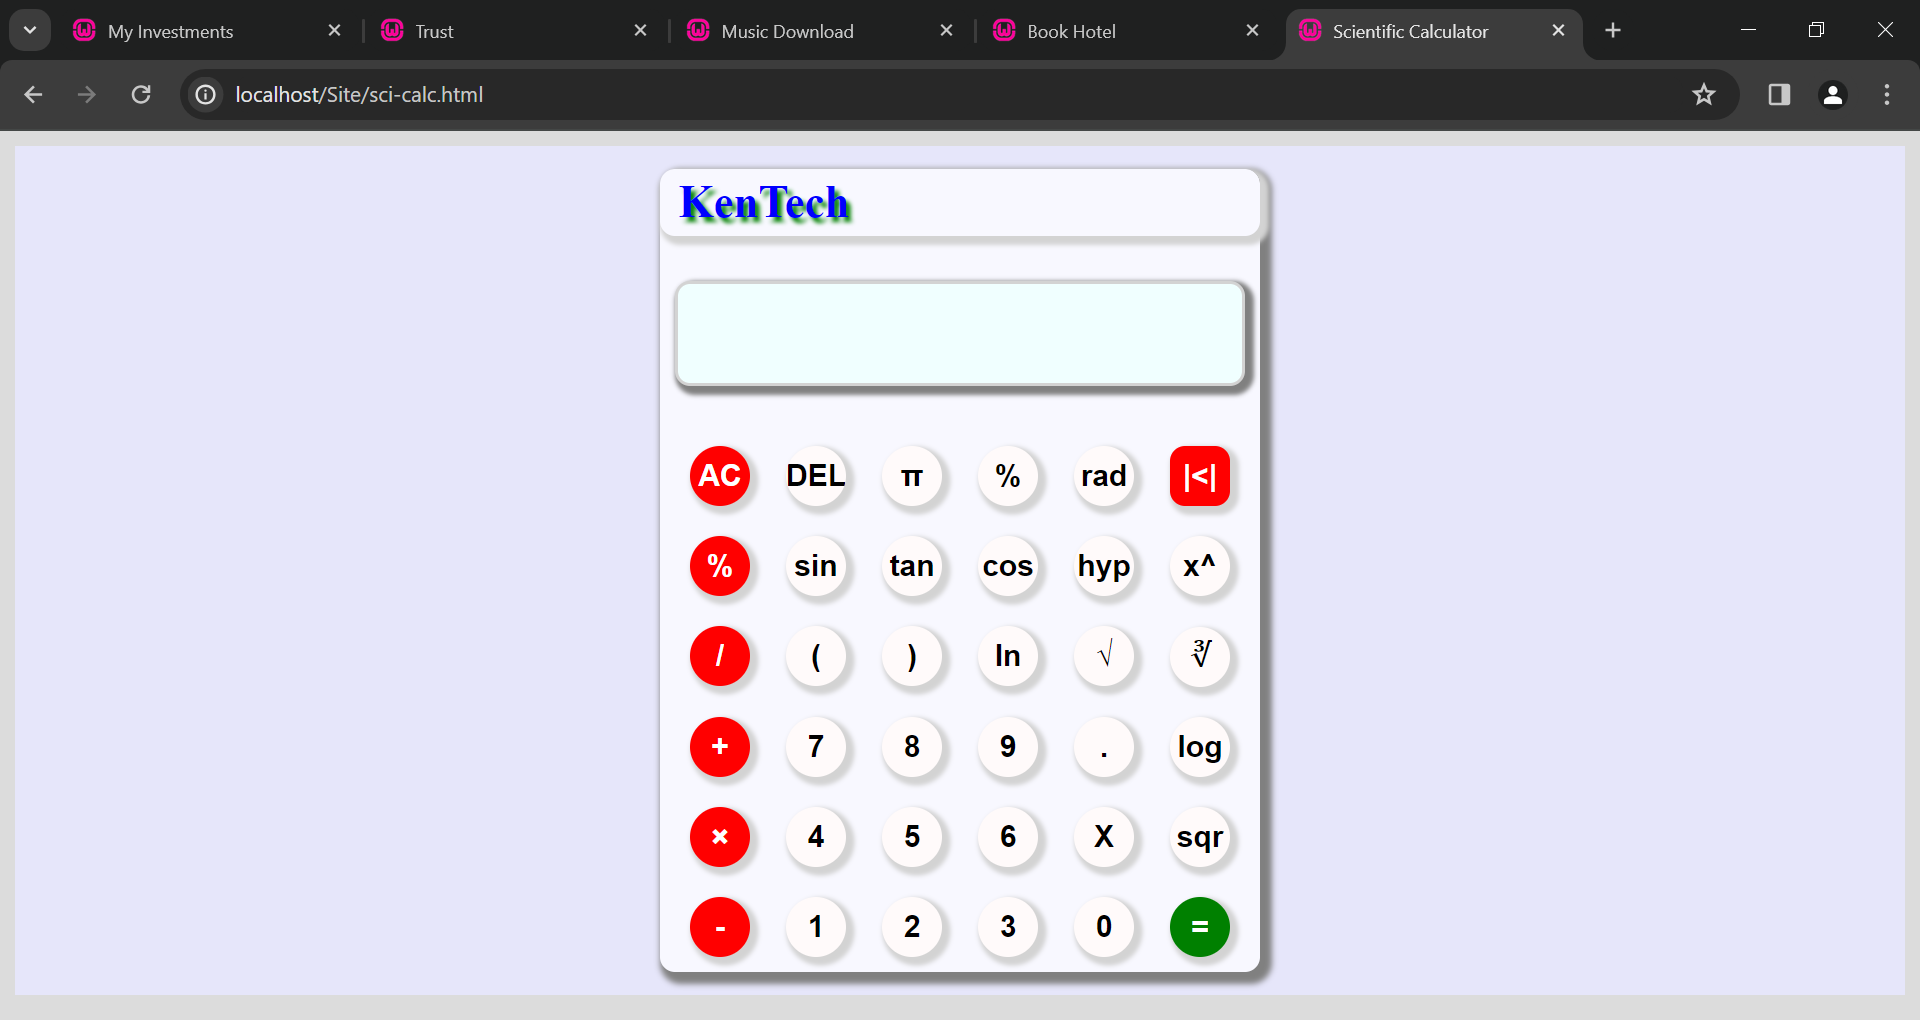 My Investments
Trust
Music Download
Book Hotel
Scientific Calculator
localhost/Site/sci-calc.html
KenTech
AC DEL π % rad |<|
% sin tan cos hyp x^
/ ( ) ln √ ∛
+ 7 8 9 . log
× 4 5 6 X sqr
- 1 2 3 0 =